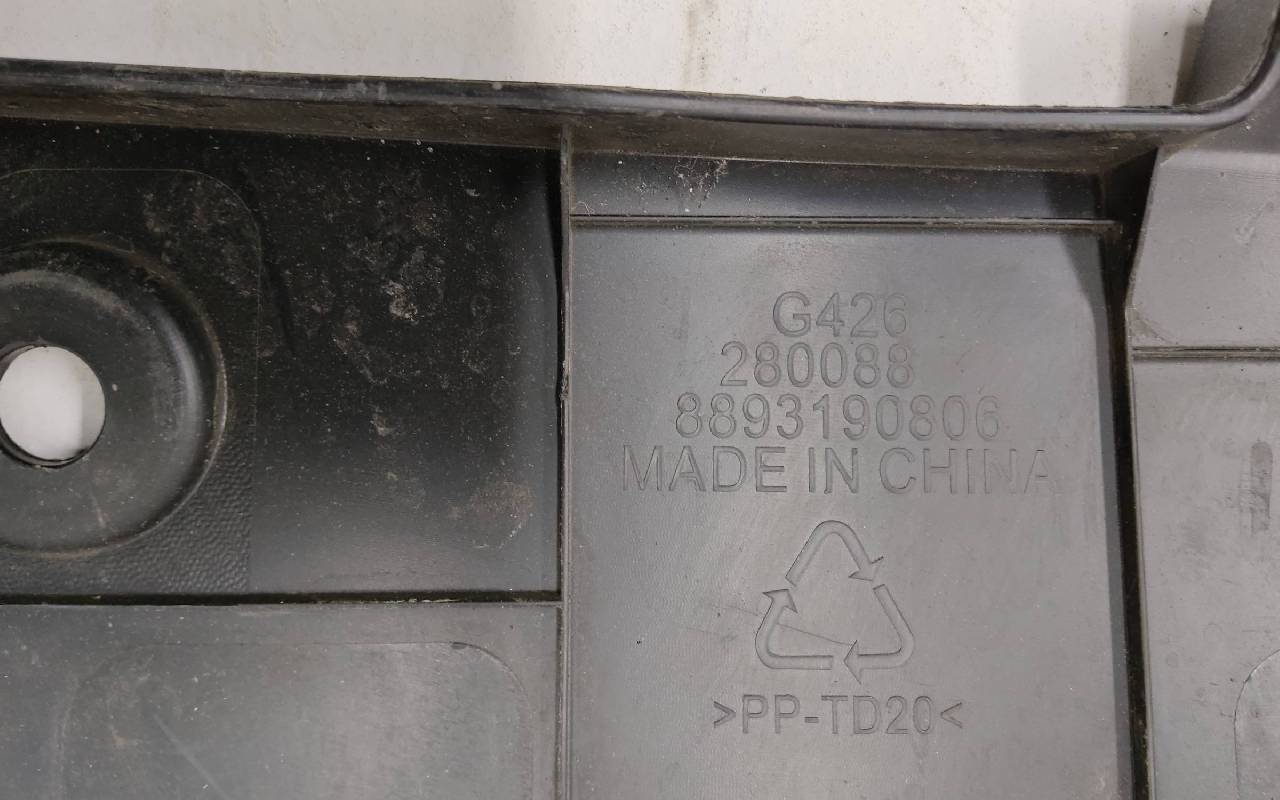 G426
280088
8893190806
MADE IN CHINA
>PP-TD20<